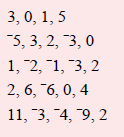 3, 0, 1, 5
⁻5, 3, 2, ⁻3, 0
1, ⁻2, ⁻1, ⁻3, 2
2, 6, ⁻6, 0, 4
11, ⁻3, ⁻4, ⁻9, 2